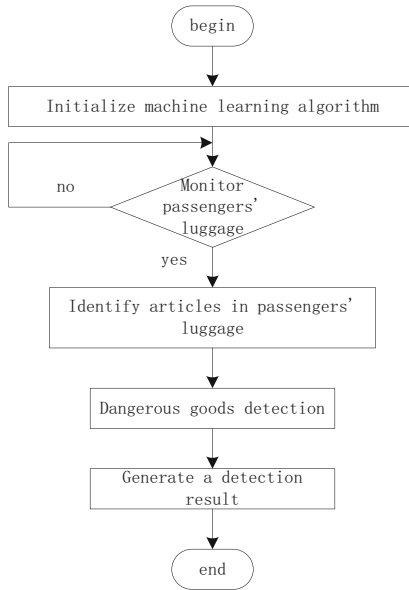 begin
Initialize machine learning algorithm
Monitor
passengers'
luggage
no
yes
Identify articles in passengers'
luggage
Dangerous goods detection
Generate a detection
result
end